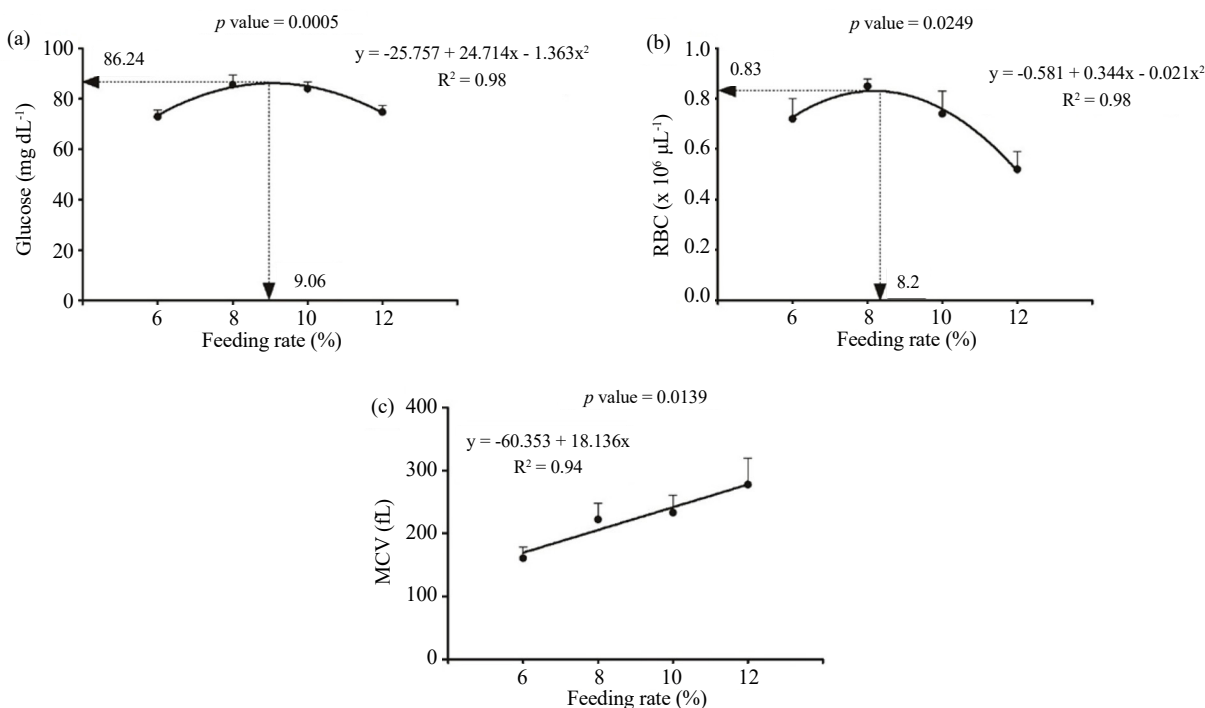 p value = 0.0005
(a)
y = -25.757 + 24.714x - 1.363x²
R² = 0.98
86.24
9.06
100
80
60
40
20
0
Glucose (mg dL⁻¹)
6 8 10 12
Feeding rate (%)
p value = 0.0249
(b)
y = -0.581 + 0.344x - 0.021x²
R² = 0.98
0.83
8.2
1.0
0.8
0.6
0.4
0.2
0.0
RBC (x 10⁶ µL⁻¹)
6 8 10 12
Feeding rate (%)
p value = 0.0139
(c)
y = -60.353 + 18.136x
R² = 0.94
400
300
200
100
0
MCV (fL)
6 8 10 12
Feeding rate (%)